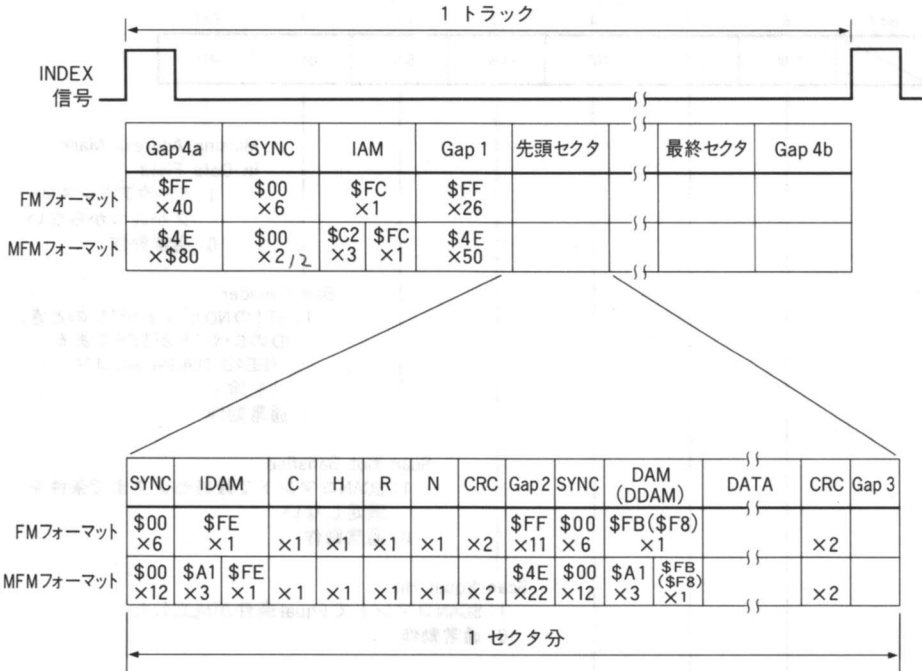 1 トラック
INDEX
信号
Gap 4a SYNC IAM Gap 1 先頭セクタ 最終セクタ Gap 4b
FMフォーマット $FF ×40 $00 ×6 $FC ×1 $FF ×26
MFMフォーマット $4E ×$80 $00 ×2 12 $C2 ×3 $FC ×1 $4E ×50
SYNC IDAM C H R N CRC Gap 2 SYNC DAM (DDAM) DATA CRC Gap 3
FMフォーマット $00 ×6 $FE ×1 ×1 ×1 ×1 ×1 ×2 $FF ×11 $00 ×6 $FB($F8) ×1 ×2
MFMフォーマット $00 ×12 $A1 ×3 $FE ×1 ×1 ×1 ×1 ×1 ×2 $4E ×22 $00 ×12 $A1 ×3 $FB ($F8) ×1 ×2
1 セクタ分